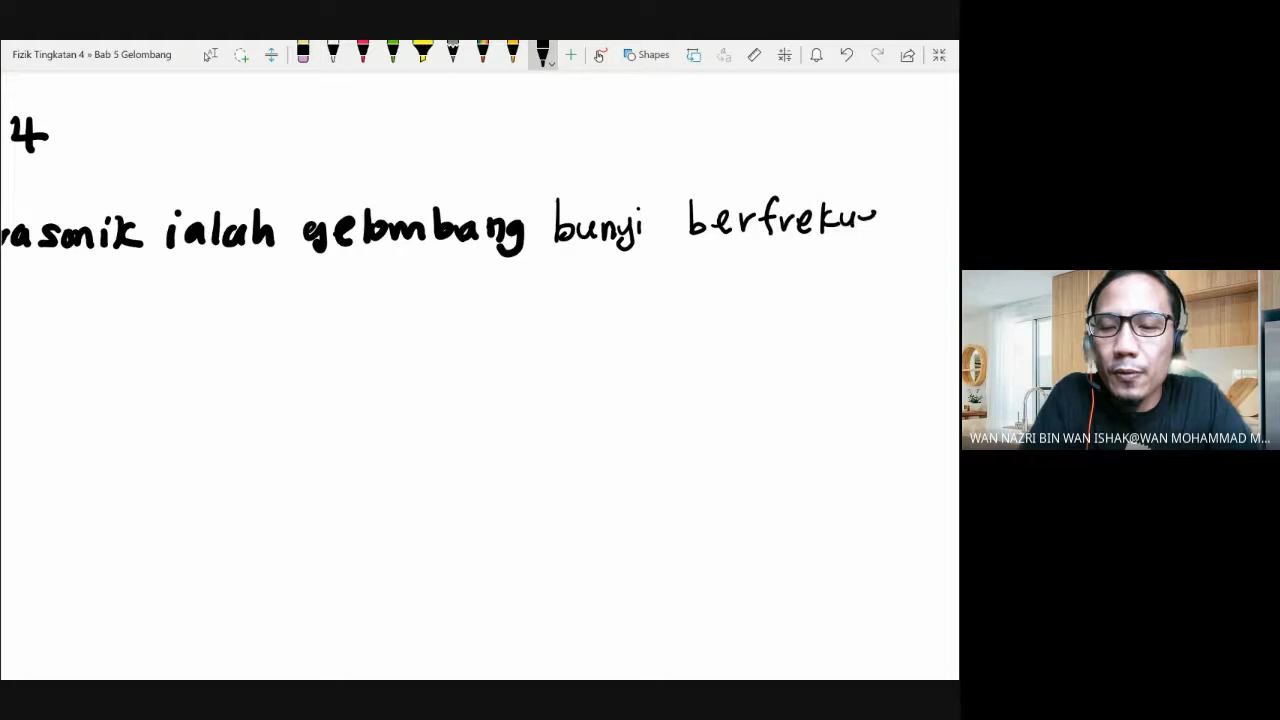 Fizik Tingkatan 4 » Bab 5 Gelombang
Shapes
4
asonik ialah gelombang bunyi berfreku
WAN NAZRI BIN WAN ISHAK@WAN MOHAMMAD M...